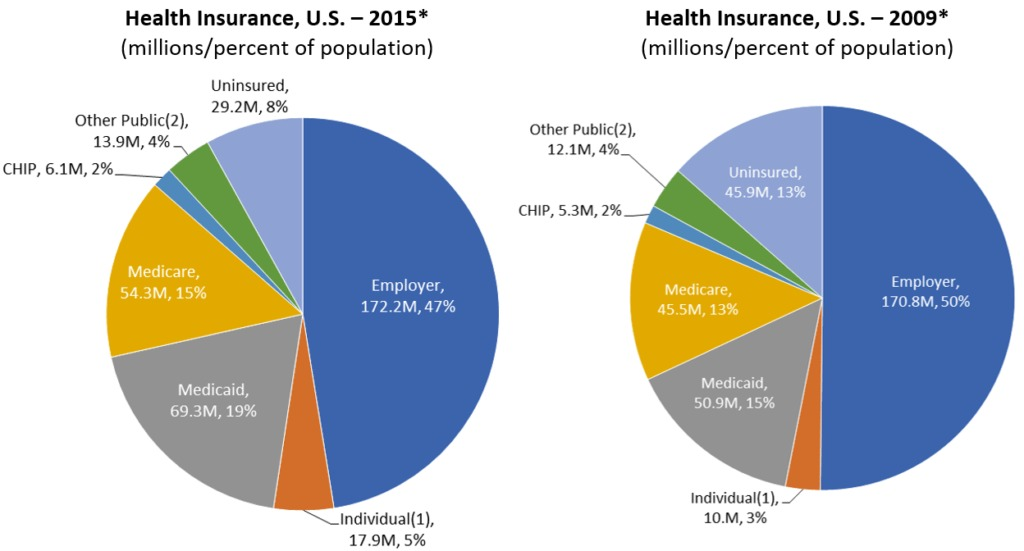 Health Insurance, U.S. – 2015*
(millions/percent of population)
Uninsured,
29.2M, 8%
Other Public(2),
13.9M, 4%
CHIP, 6.1M, 2%
Medicare,
54.3M, 15%
Employer,
172.2M, 47%
Medicaid,
69.3M, 19%
Individual(1),
17.9M, 5%
Health Insurance, U.S. – 2009*
(millions/percent of population)
Other Public(2),
12.1M, 4%
Uninsured,
45.9M, 13%
CHIP, 5.3M, 2%
Medicare,
45.5M, 13%
Employer,
170.8M, 50%
Medicaid,
50.9M, 15%
Individual(1),
10.M, 3%